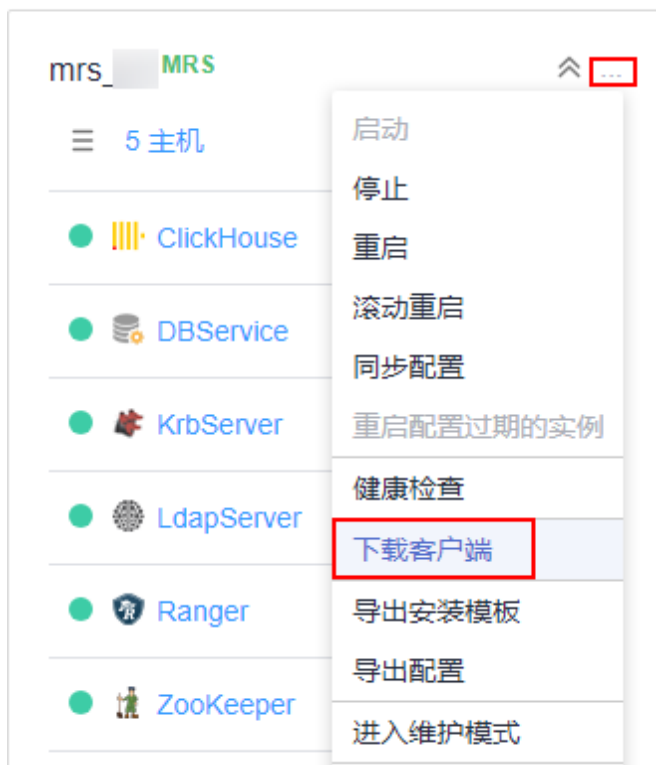 mrs_ MRS
...
5 主机
ClickHouse
DBService
KrbServer
LdapServer
Ranger
ZooKeeper
启动
停止
重启
滚动重启
同步配置
重启配置过期的实例
健康检查
下载客户端
导出安装模板
导出配置
进入维护模式